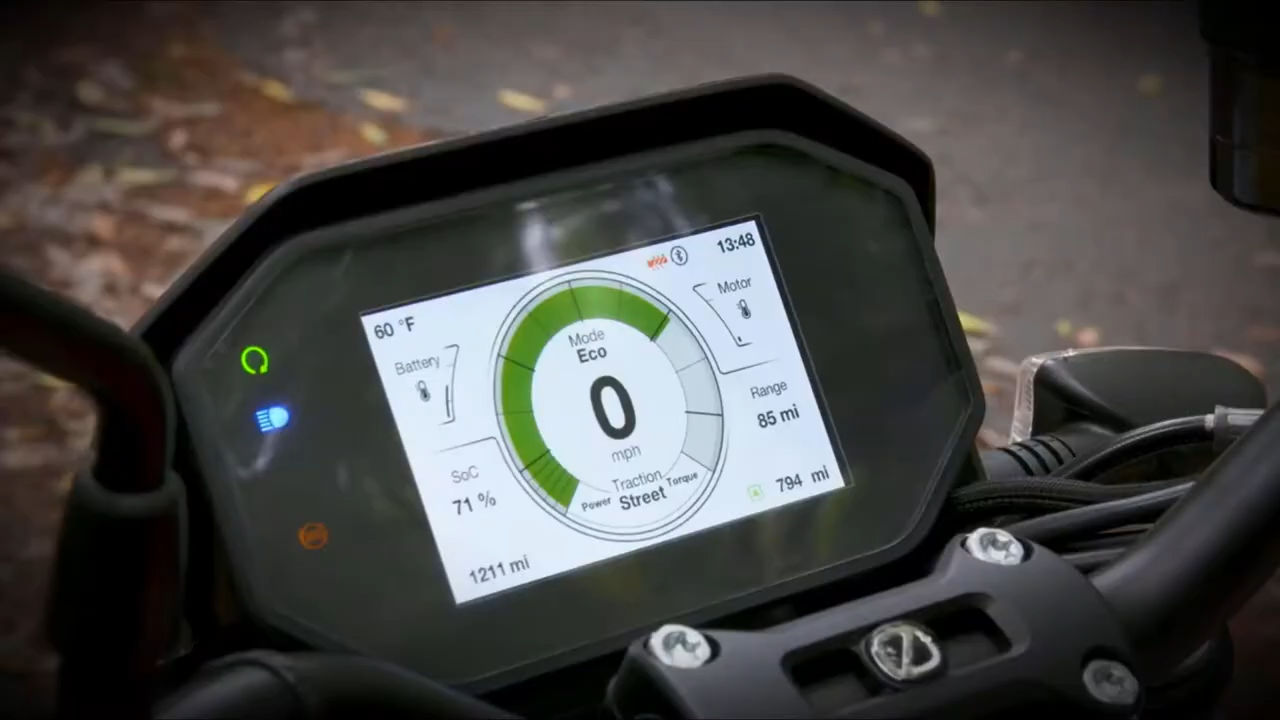 13:48
60 °F
Motor
Mode
Eco
Battery
0
mph
Range
85 mi
SoC
71 %
Traction
Power Street Torque
794 mi
1211 mi